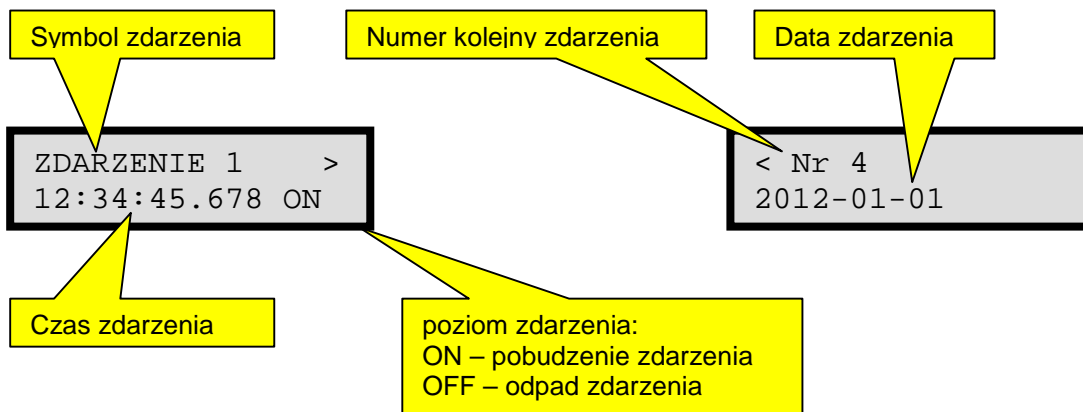 Symbol zdarzenia
Numer kolejny zdarzenia
Data zdarzenia
ZDARZENIE 1 >
12:34:45.678 ON
< Nr 4
2012-01-01
Czas zdarzenia
poziom zdarzenia:
ON – pobudzenie zdarzenia
OFF – odpad zdarzenia